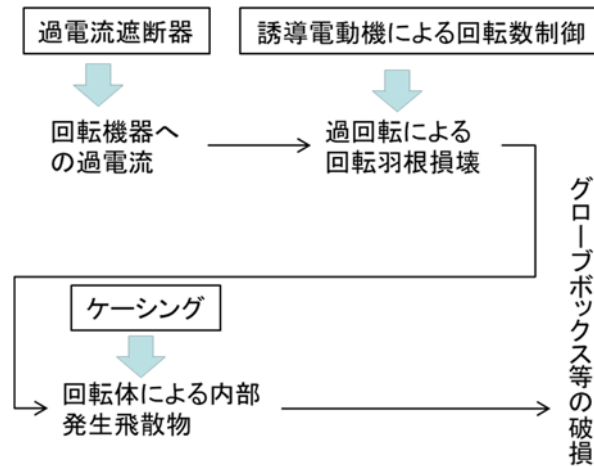 過電流遮断器
誘導電動機による回転数制御
回転機器へ
の過電流
過回転による
回転羽根損壊
ケーシング
回転体による内部
発生飛散物
グローブボックス等の破損